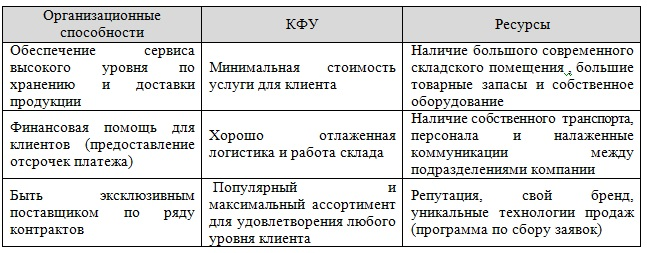 Организационные
способности
КФУ
Ресурсы
Обеспечение сервиса
высокого уровня по
хранению и доставки
продукции
Минимальная стоимость
услуги для клиента
Наличие большого современного
складского помещения , большие
товарные запасы и собственное
оборудование
Финансовая помощь для
клиентов (предоставление
отсрочек платежа)
Хорошо отлаженная
логистика и работа склада
Наличие собственного транспорта,
персонала и налаженные
коммуникации между
подразделениями компании
Быть эксклюзивным
поставщиком по ряду
контрактов
Популярный и
максимальный ассортимент
для удовлетворения любого
уровня клиента
Репутация, свой бренд,
уникальные технологии продаж
(программа по сбору заявок)